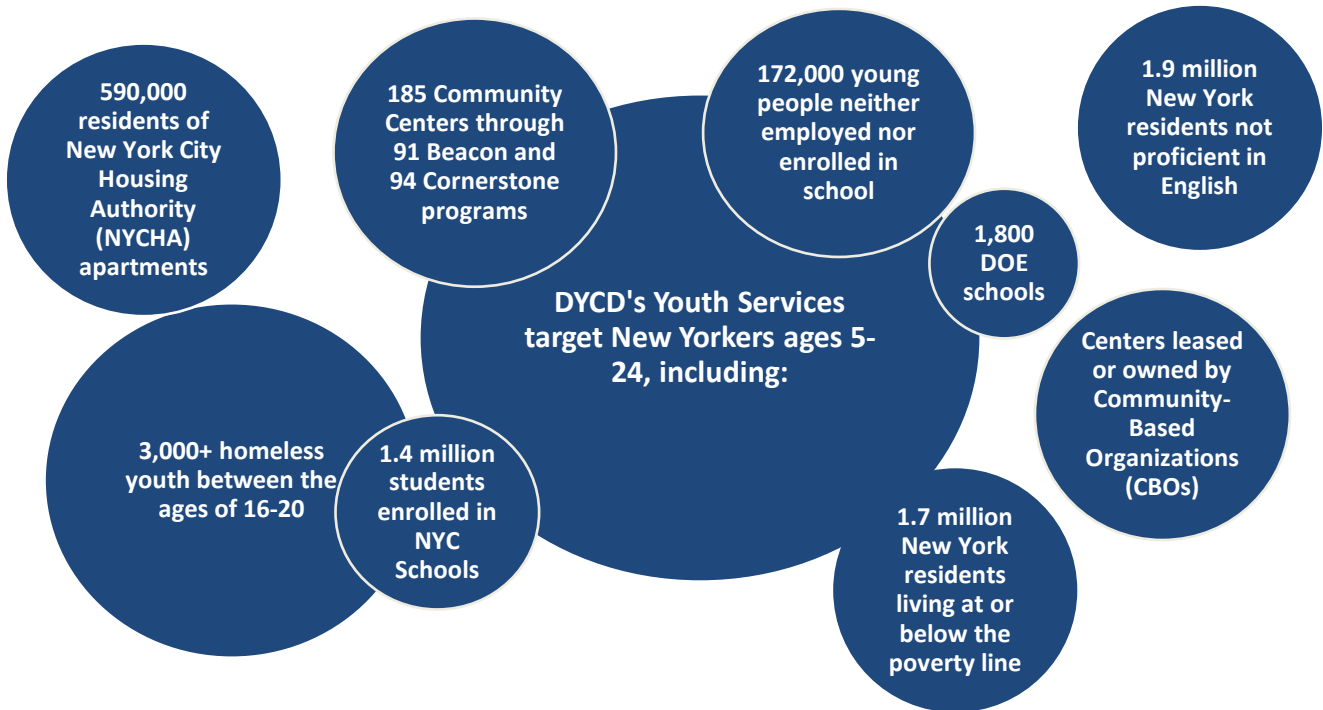 590,000
residents of
New York City
Housing
Authority
(NYCHA)
apartments
185 Community
Centers through
91 Beacon and
94 Cornerstone
programs
172,000 young
people neither
employed nor
enrolled in
school
1.9 million
New York
residents not
proficient in
English
1,800
DOE
schools
DYCD's Youth Services
target New Yorkers ages 5-
24, including:
Centers leased
or owned by
Community-
Based
Organizations
(CBOs)
3,000+ homeless
youth between the
ages of 16-20
1.4 million
students
enrolled in
NYC
Schools
1.7 million
New York
residents
living at or
below the
poverty line